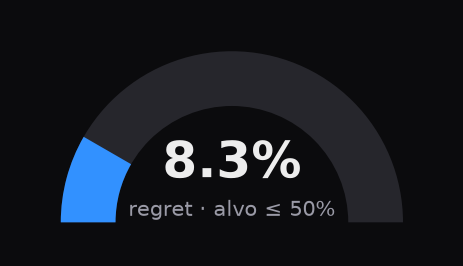 8.3%
regret · alvo ≤ 50%